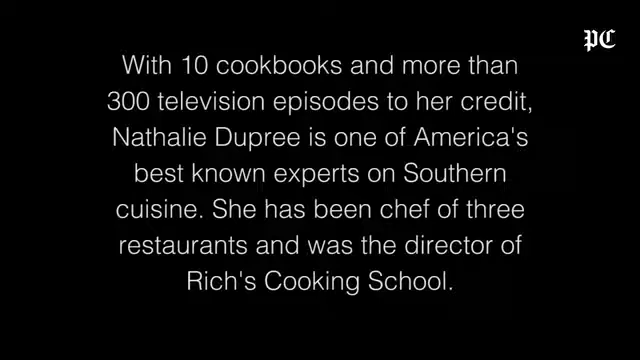 PC
With 10 cookbooks and more than
300 television episodes to her credit,
Nathalie Dupree is one of America's
best known experts on Southern
cuisine. She has been chef of three
restaurants and was the director of
Rich's Cooking School.